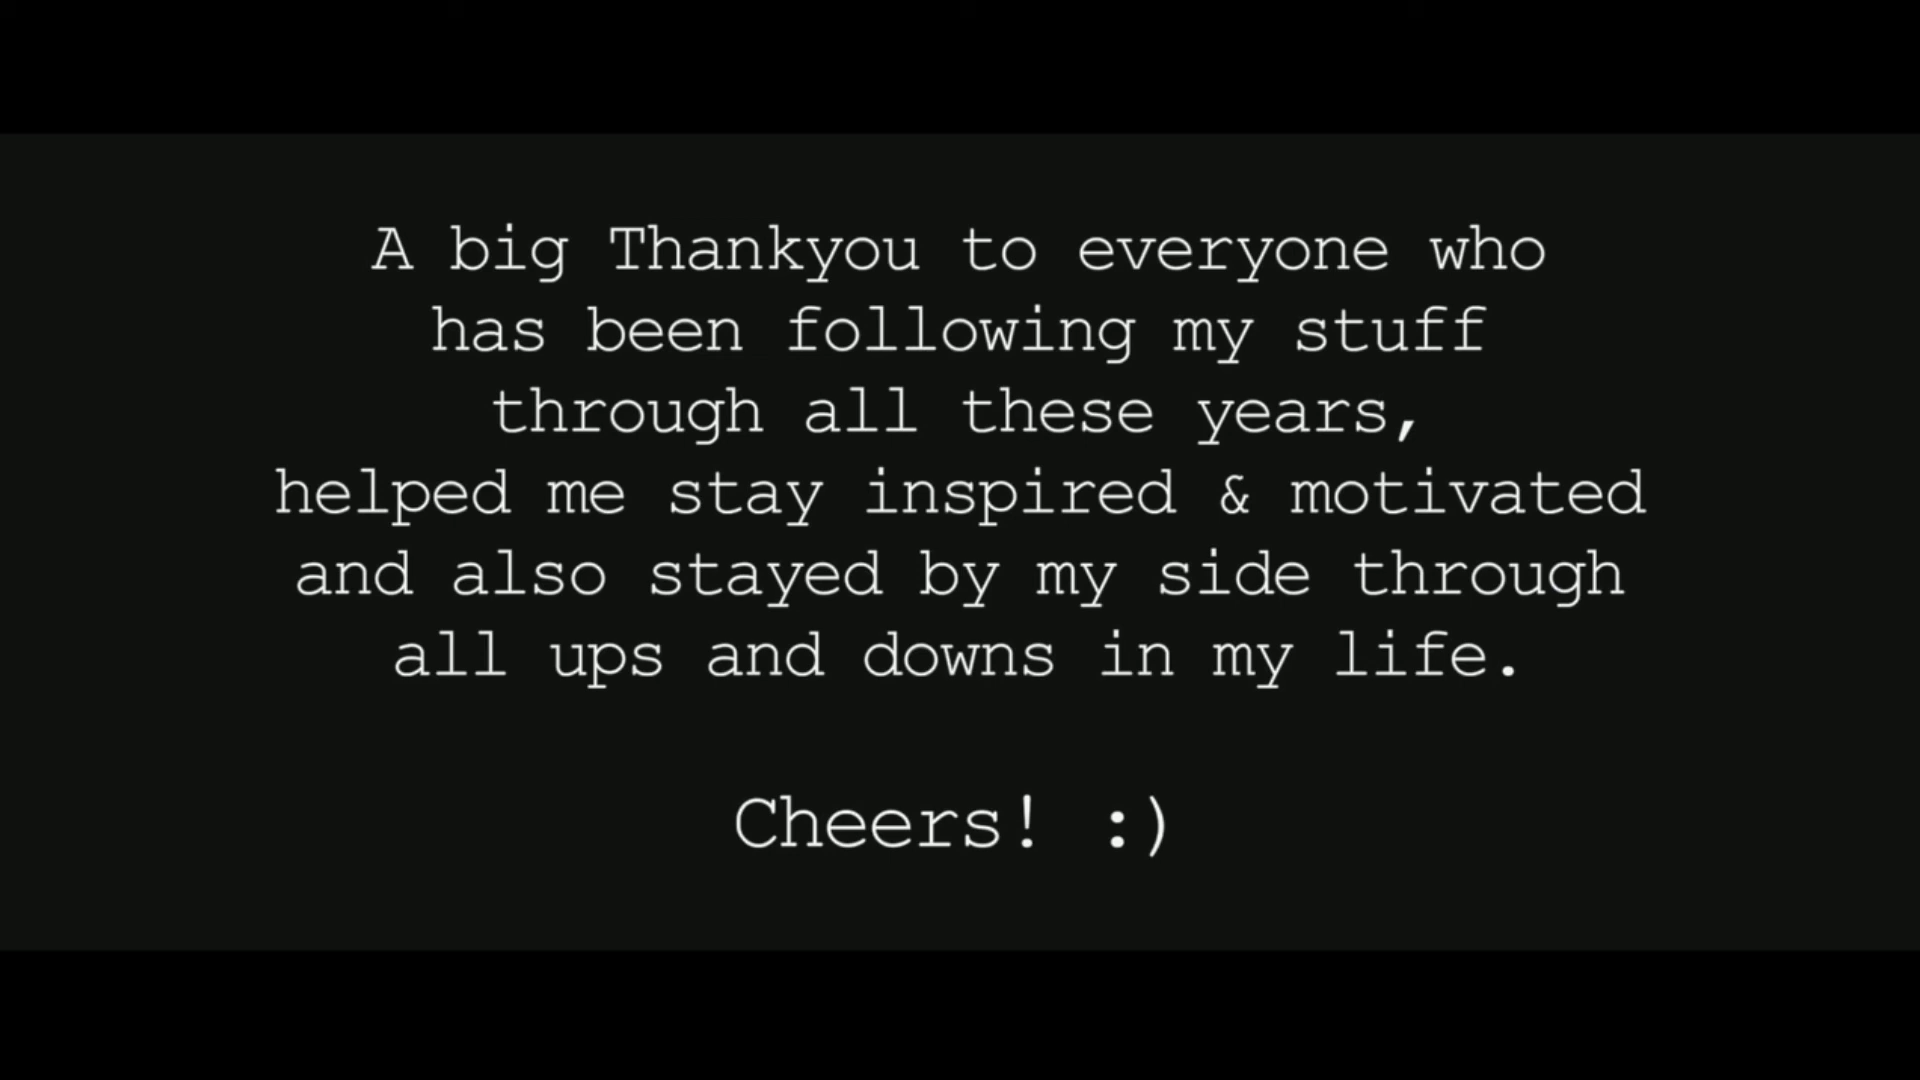 A big Thankyou to everyone who
has been following my stuff
through all these years,
helped me stay inspired & motivated
and also stayed by my side through
all ups and downs in my life.
Cheers! :)